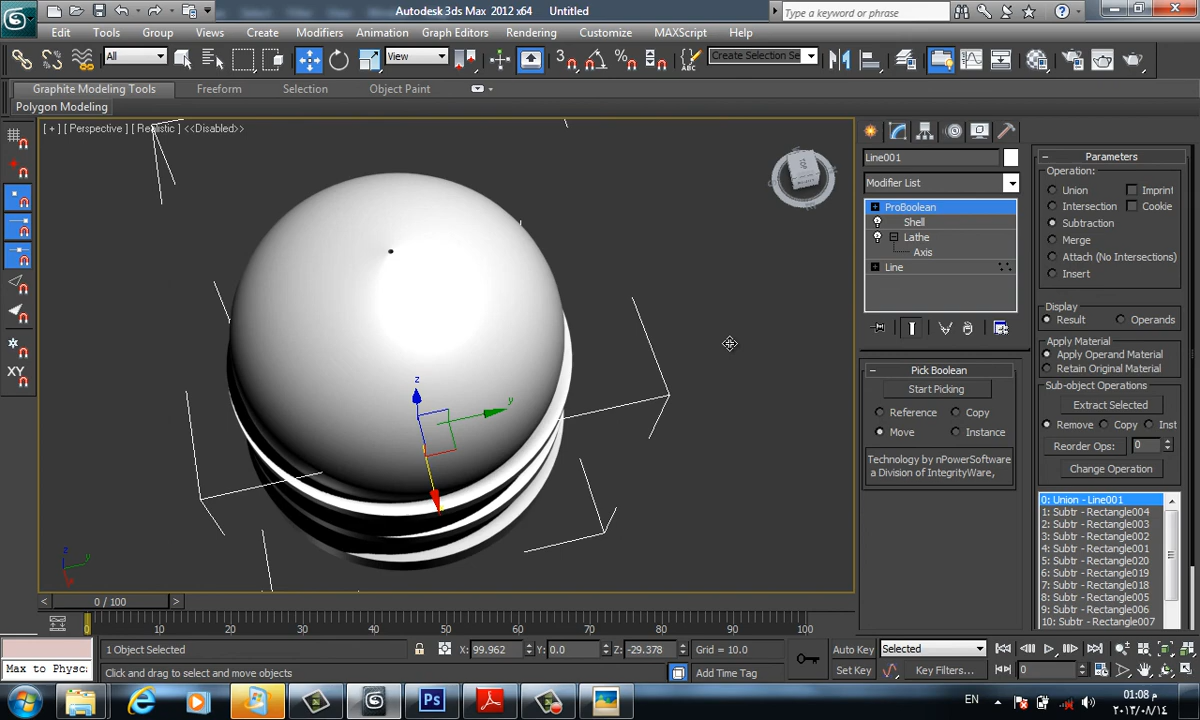 Autodesk 3ds Max 2012 x64 Untitled
Type a keyword or phrase
Edit Tools Group Views Create Modifiers Animation Graph Editors Rendering Customize MAXScript Help
All View Create Selection Se
Graphite Modeling Tools Freeform Selection Object Paint
Polygon Modeling
[ + ] [ Perspective ] [ Realistic ] <<Disabled>>
TOP
Line001
Modifier List
ProBoolean
Shell
Lathe
Axis
Line
Pick Boolean
Start Picking
Reference Copy
Move Instance
Technology by nPowerSoftware
a Division of IntegrityWare,
Parameters
Operation:
Union Imprint
Intersection Cookie
Subtraction
Merge
Attach (No Intersections)
Insert
Display
Result Operands
Apply Material
Apply Operand Material
Retain Original Material
Sub-object Operations
Extract Selected
Remove Copy Inst
Reorder Ops: 0
Change Operation
0: Union - Line001
1: Subtr - Rectangle004
2: Subtr - Rectangle003
3: Subtr - Rectangle002
4: Subtr - Rectangle001
5: Subtr - Rectangle020
6: Subtr - Rectangle019
7: Subtr - Rectangle018
8: Subtr - Rectangle005
9: Subtr - Rectangle006
10: Subtr - Rectangle007
z
y
z
y
x
XY
< 0 / 100 >
0 10 20 30 40 50 60 70 80 90 100
1 Object Selected X: 99.962 Y: 0.0 Z: -29.378 Grid = 10.0 Auto Key Selected
Max to Physc Click and drag to select and move objects Add Time Tag Set Key Key Filters... 0
Ps
EN
01:08 م
٢٠١٣/٠٨/١٤